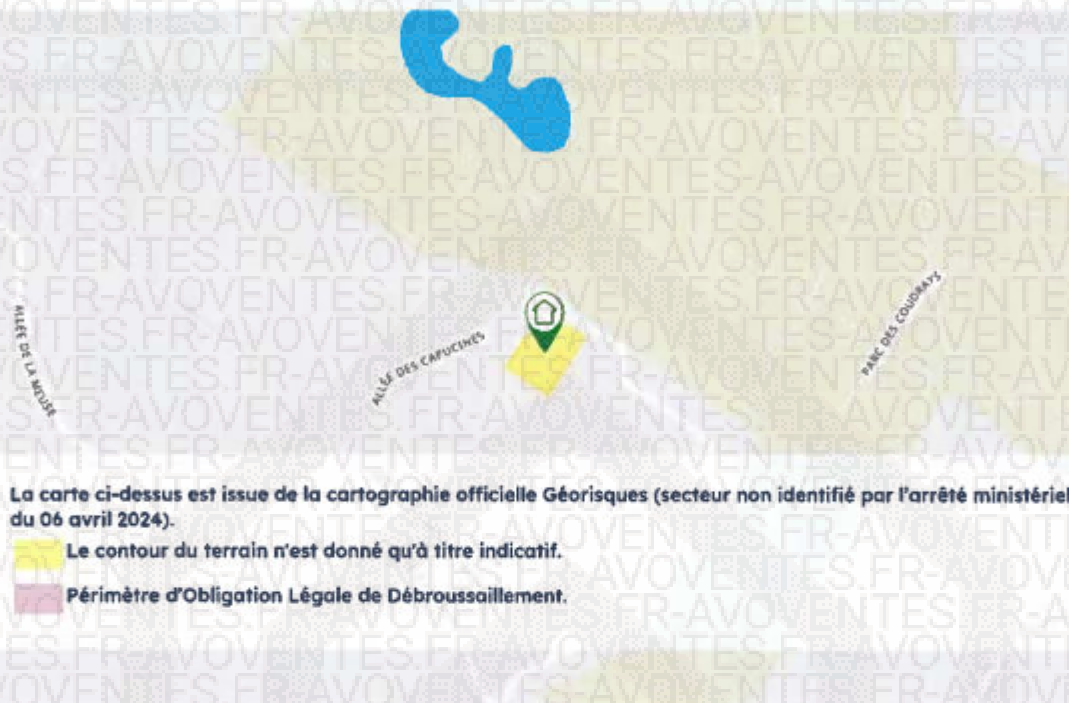 ALLÉE DE LA MEUSE
ALLÉE DES CAPUCINES
PARC DES COUDRAYS
La carte ci-dessus est issue de la cartographie officielle Géorisques (secteur non identifié par l'arrêté ministériel
du 06 avril 2024).
Le contour du terrain n'est donné qu'à titre indicatif.
Périmètre d'Obligation Légale de Débroussaillement.